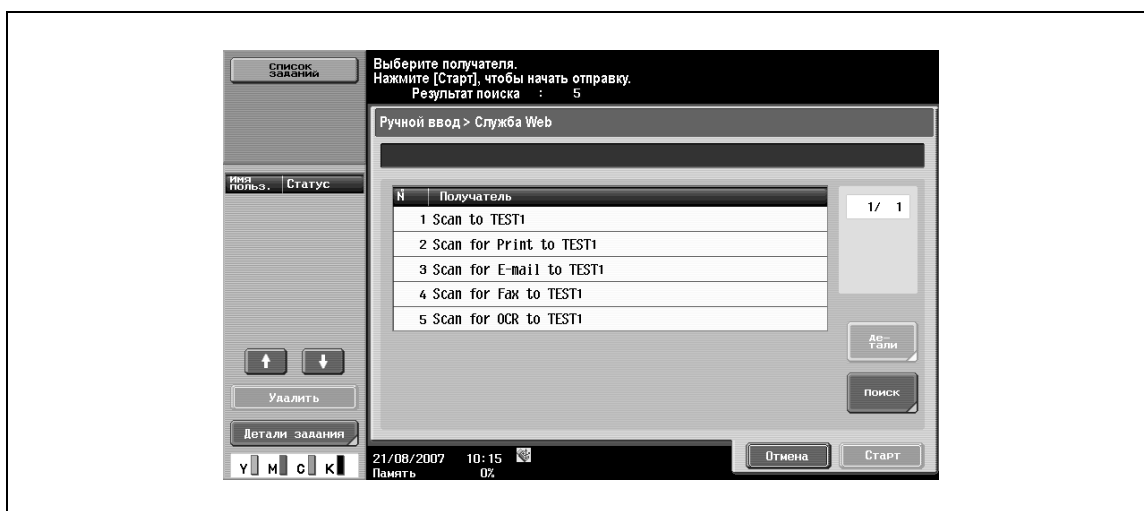 Список
заданий
Выберите получателя.
Нажмите [Старт], чтобы начать отправку.
Результат поиска : 5
Ручной ввод > Служба Web
Имя
польз. Статус
N Получатель
1 Scan to TEST1
2 Scan for Print to TEST1
3 Scan for E-mail to TEST1
4 Scan for Fax to TEST1
5 Scan for OCR to TEST1
1/ 1
Де-
тали
Поиск
Удалить
Детали задания
Отмена
Старт
Y M C K
21/08/2007 10:15
Память 0%